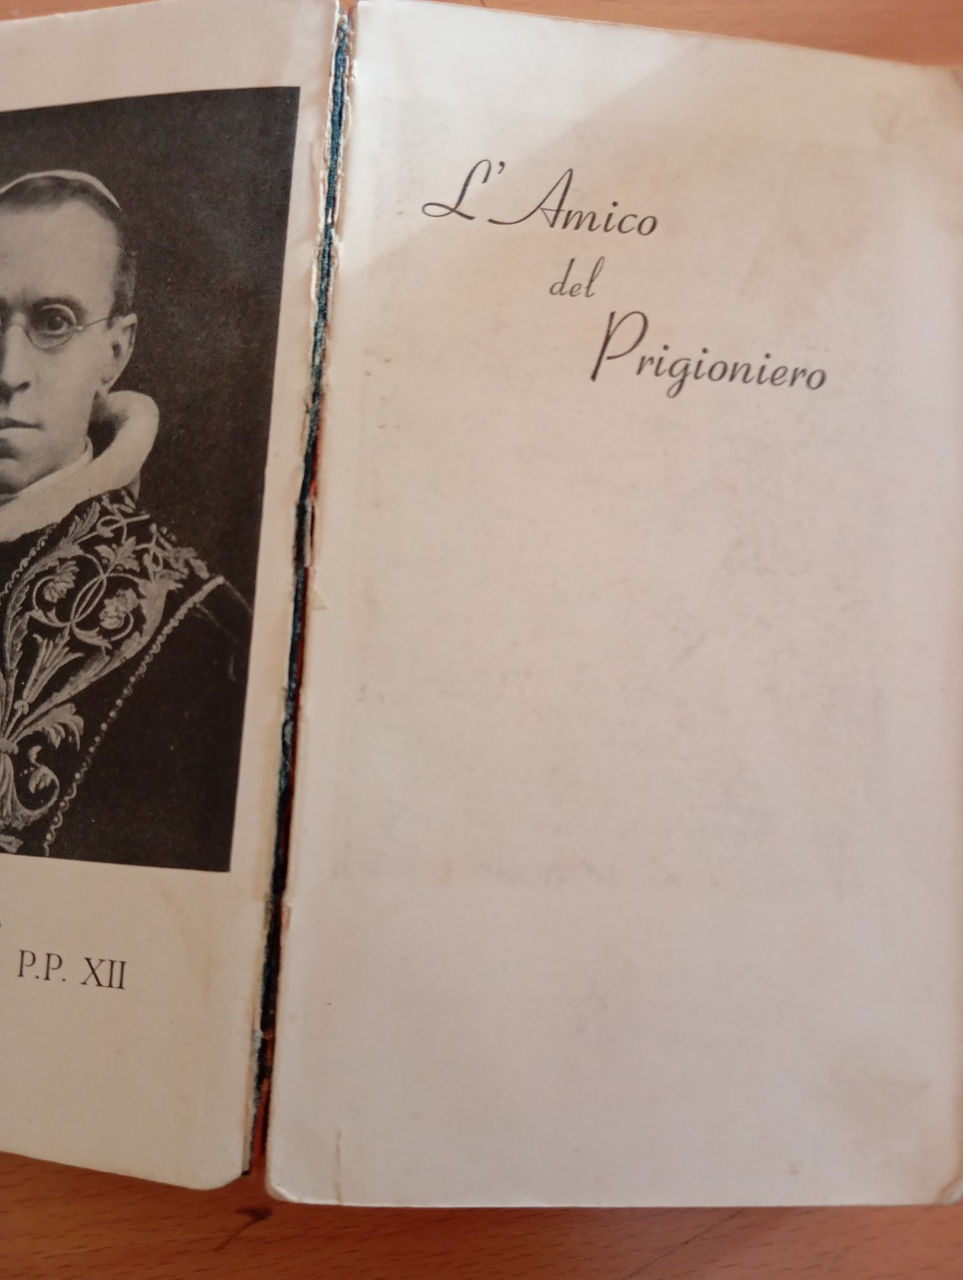 P.P. XII
L'Amico
del
Prigioniero